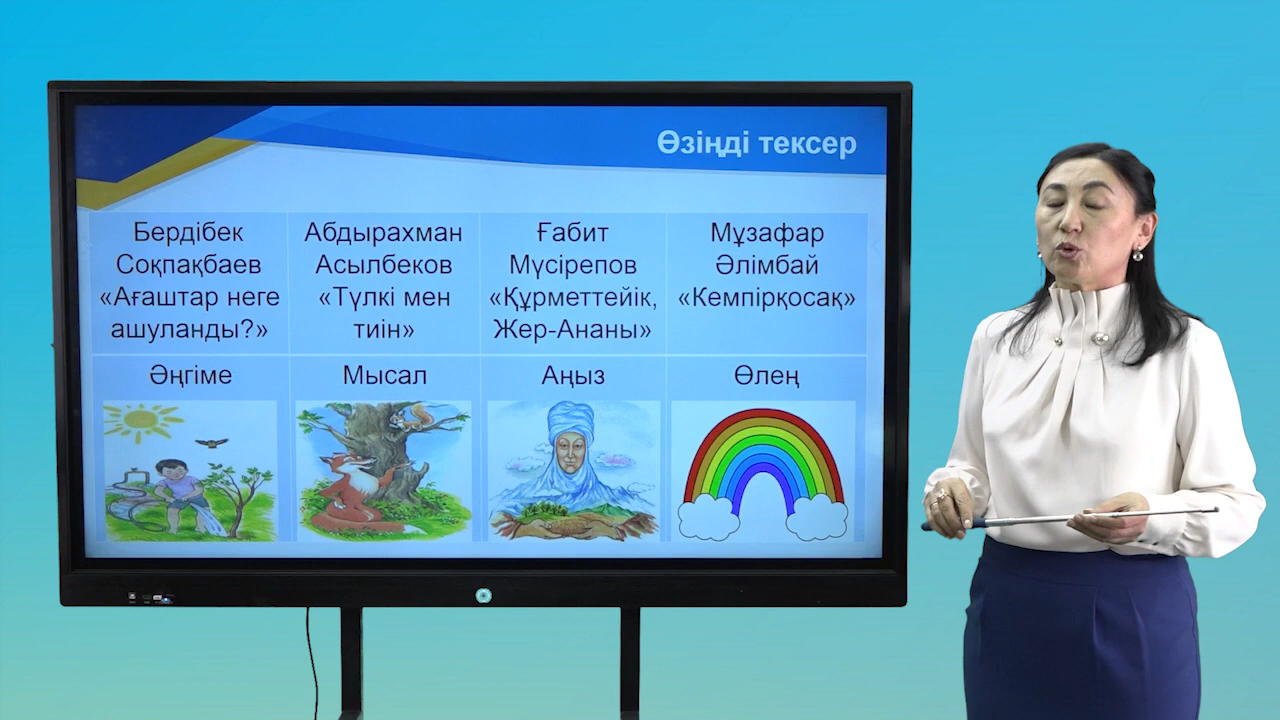 Өзіңді тексер
Бердібек
Соқпақбаев
«Ағаштар неге
ашуланды?»
Абдырахман
Асылбеков
«Түлкі мен
тиін»
Ғабит
Мүсірепов
«Құрметтейік,
Жер-Ананы»
Мұзафар
Әлімбай
«Кемпірқосақ»
Әңгіме
Мысал
Аңыз
Өлең